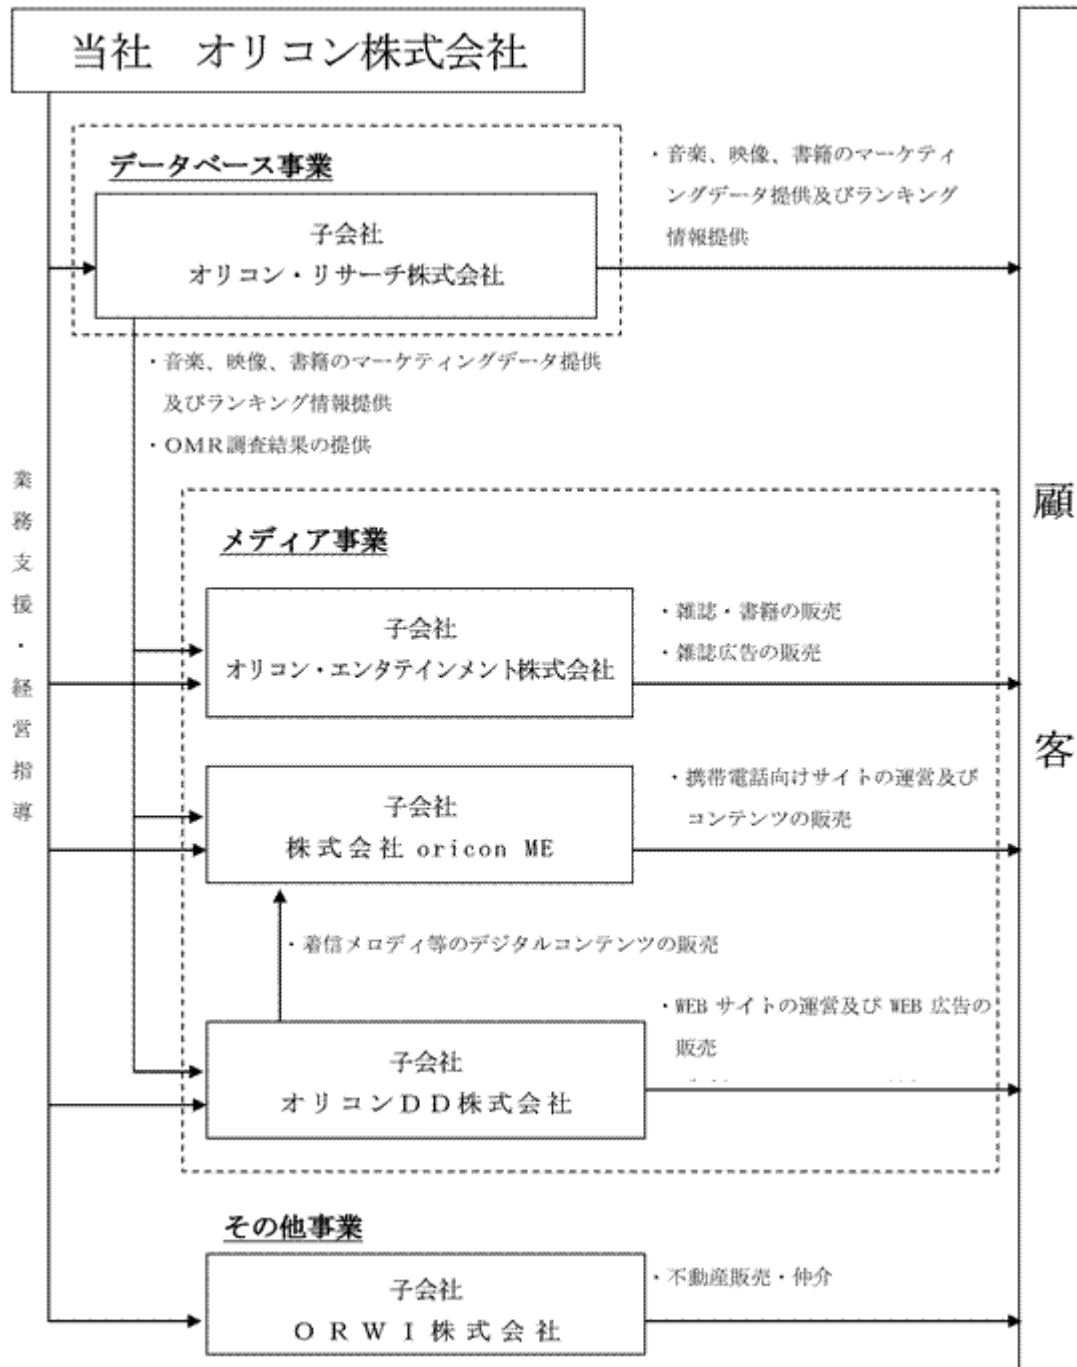 当社　オリコン株式会社
データベース事業
子会社
オリコン・リサーチ株式会社
・音楽、映像、書籍のマーケティ
ングデータ提供及びランキング
情報提供
・音楽、映像、書籍のマーケティングデータ提供
及びランキング情報提供
・OMR調査結果の提供
業務支援・経営指導
顧客
メディア事業
子会社
オリコン・エンタテインメント株式会社
・雑誌・書籍の販売
・雑誌広告の販売
子会社
株式会社 oricon ME
・携帯電話向けサイトの運営及び
コンテンツの販売
・着信メロディ等のデジタルコンテンツの販売
子会社
オリコンDD株式会社
・WEB サイトの運営及び WEB 広告の
販売
その他事業
子会社
ORWI株式会社
・不動産販売・仲介